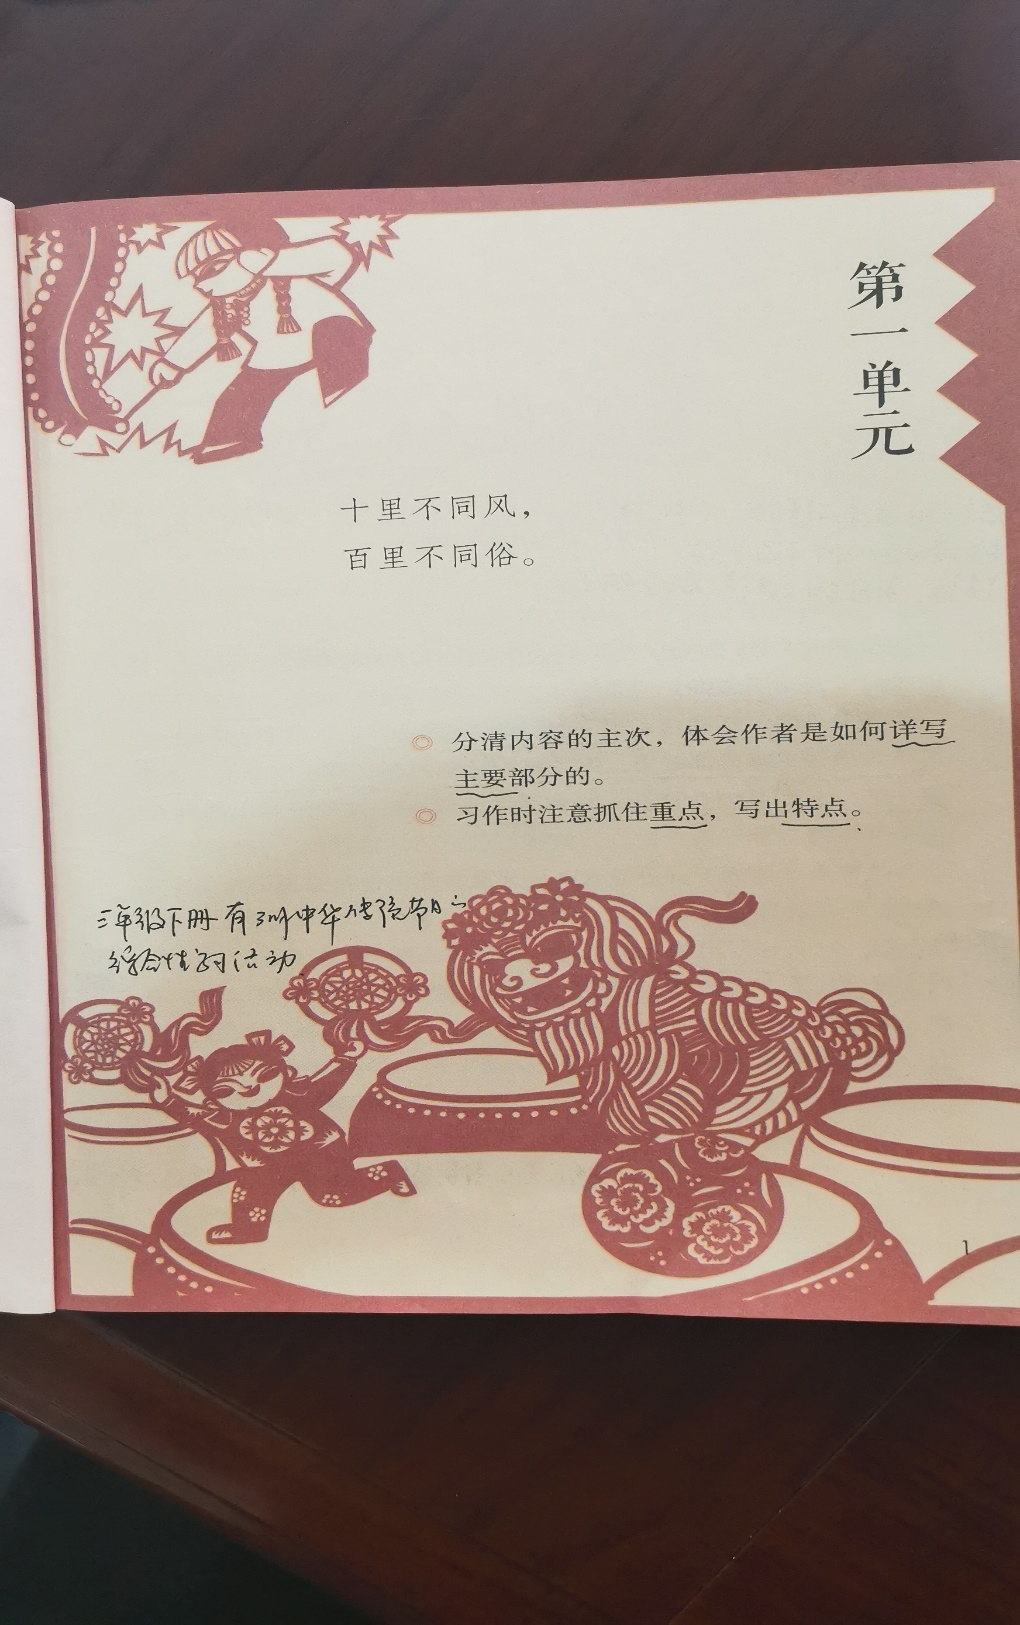 第一单元
十里不同风，
百里不同俗。
分清内容的主次，体会作者是如何详写
主要部分的。
习作时注意抓住重点，写出特点。
三年级下册有 中华传统节日
综合性 活动
1